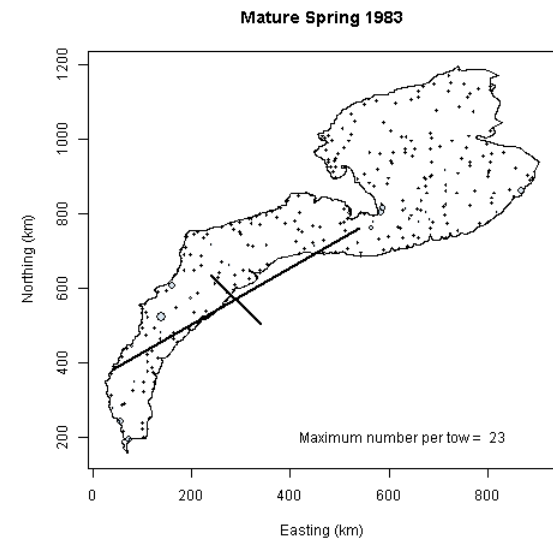 Mature Spring 1983
1200
1000
800
600
400
200
Northing (km)
Maximum number per tow = 23
0 200 400 600 800
Easting (km)